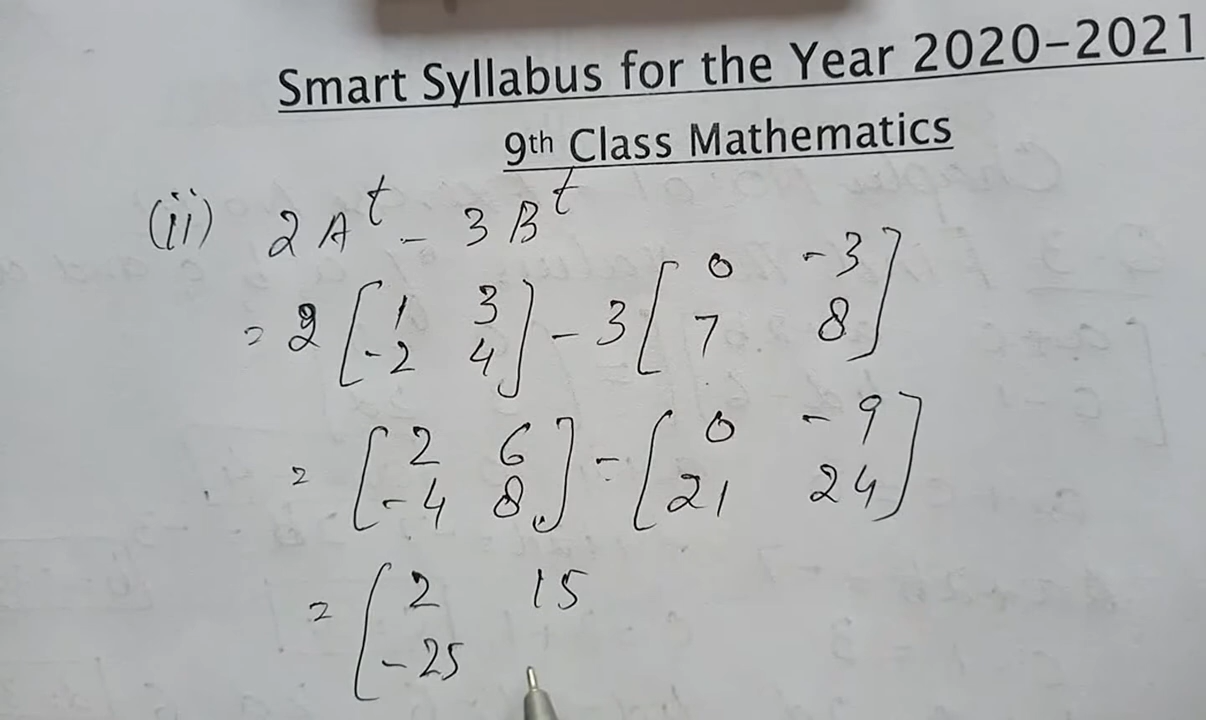 Smart Syllabus for the Year 2020-2021
9th Class Mathematics
(ii) 2A^t - 3B^t
= 2 [1 3; -2 4] - 3 [0 -3; 7 8]
= [2 6; -4 8] - [0 -9; 21 24]
= [2 15; -25